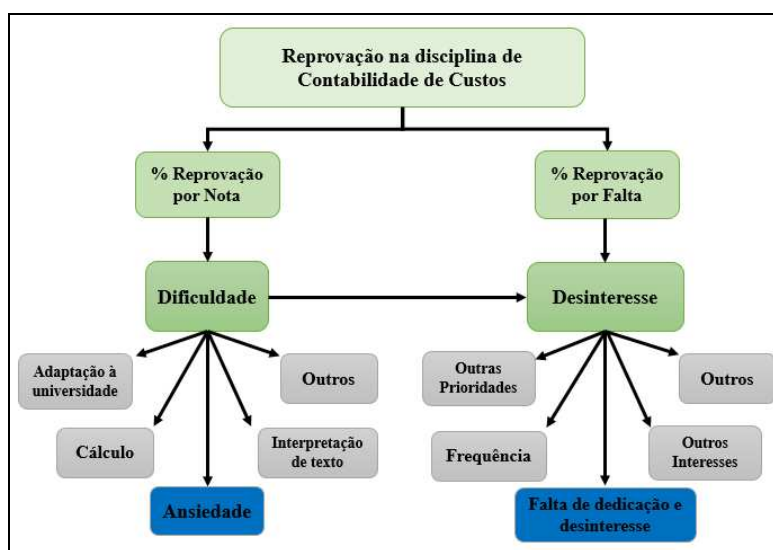 Reprovação na disciplina de
Contabilidade de Custos
% Reprovação
por Nota
% Reprovação
por Falta
Dificuldade
Desinteresse
Adaptação à
universidade
Outros
Outras
Prioridades
Outros
Cálculo
Interpretação
de texto
Frequência
Outros
Interesses
Ansiedade
Falta de dedicação e
desinteresse